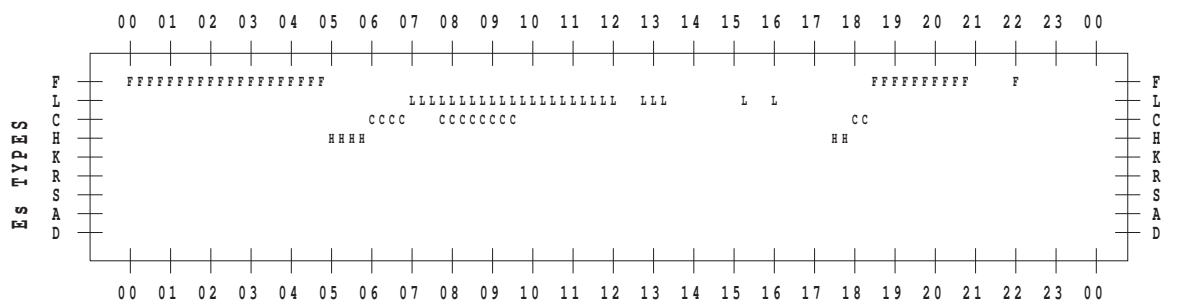 00 01 02 03 04 05 06 07 08 09 10 11 12 13 14 15 16 17 18 19 20 21 22 23 00
F FFFFFFFFFFFFFFFFFFFF FFFFFFFFFF F F
L LLLLLLLLLLLLLLLLLLLLL LLL L L L
C CCCC CCCCCCCC CC C
H HHHH HH H
K K
R R
S S
A A
D D
Es TYPES
00 01 02 03 04 05 06 07 08 09 10 11 12 13 14 15 16 17 18 19 20 21 22 23 00